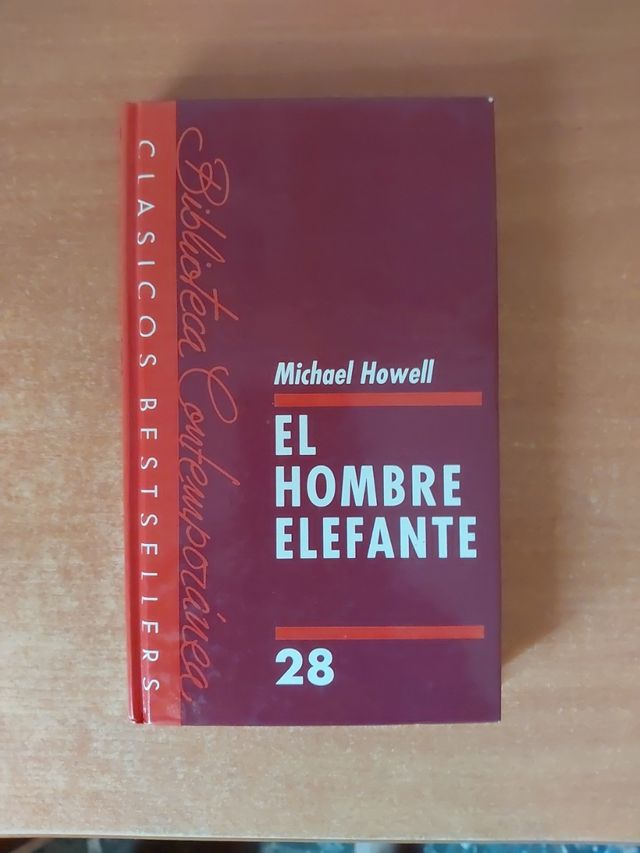 CLASICOS BESTSELLERS
Biblioteca Contemporánea
Michael Howell
EL
HOMBRE
ELEFANTE
28